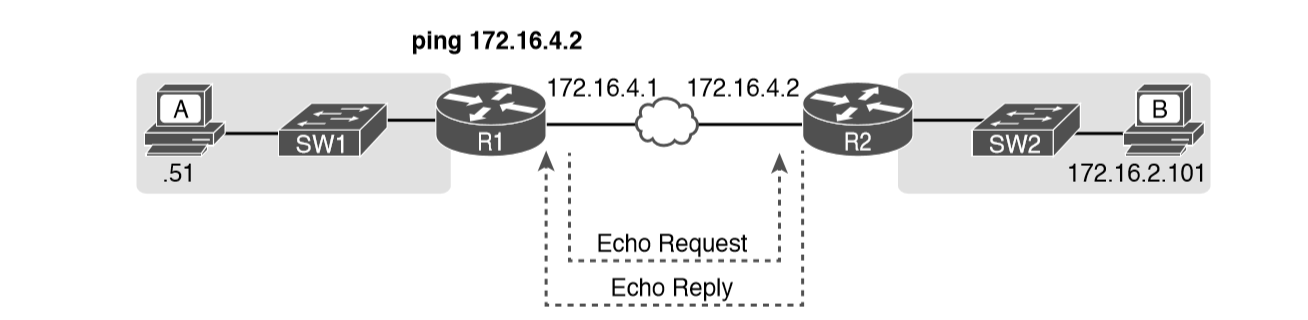 ping 172.16.4.2
172.16.4.1
172.16.4.2
A
SW1
R1
R2
SW2
B
.51
172.16.2.101
Echo Request
Echo Reply